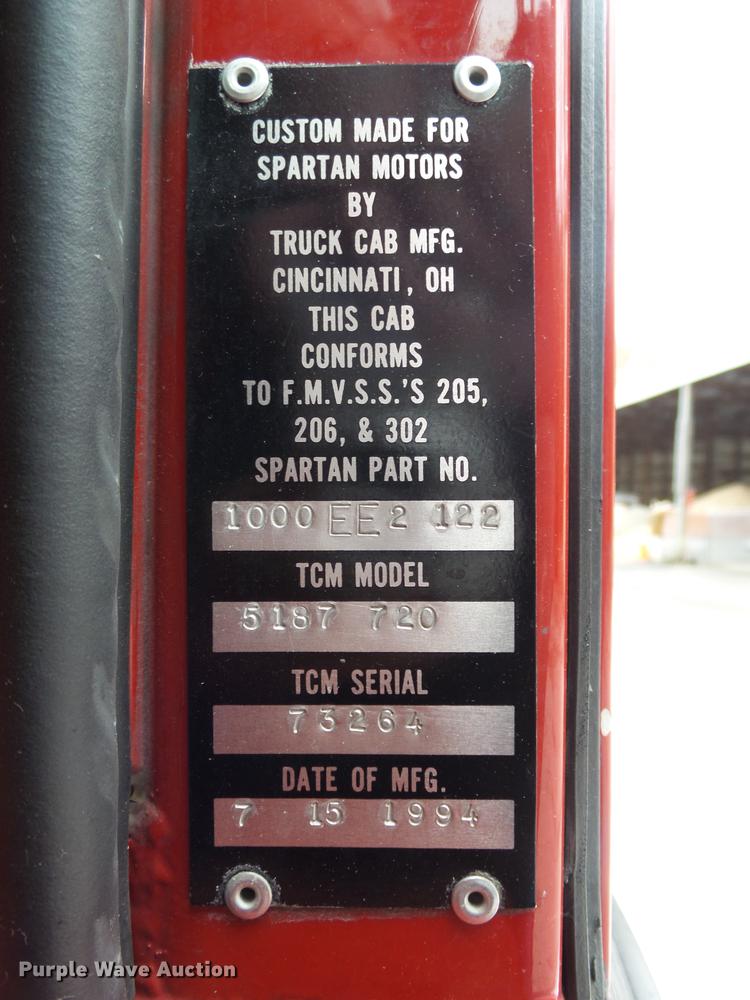 CUSTOM MADE FOR
SPARTAN MOTORS
BY
TRUCK CAB MFG.
CINCINNATI, OH
THIS CAB
CONFORMS
TO F.M.V.S.S.'S 205,
206, & 302
SPARTAN PART NO.
1000 EE2 122
TCM MODEL
5187 720
TCM SERIAL
73264
DATE OF MFG.
7 15 1994
Purple Wave Auction